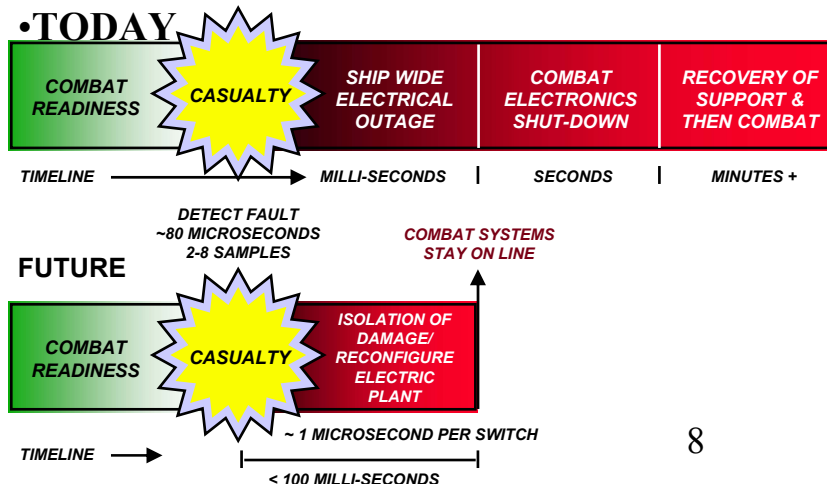 •TODAY
COMBAT
READINESS
CASUALTY
SHIP WIDE
ELECTRICAL
OUTAGE
COMBAT
ELECTRONICS
SHUT-DOWN
RECOVERY OF
SUPPORT &
THEN COMBAT
TIMELINE
MILLI-SECONDS
SECONDS
MINUTES +
DETECT FAULT
~80 MICROSECONDS
2-8 SAMPLES
COMBAT SYSTEMS
STAY ON LINE
FUTURE
COMBAT
READINESS
CASUALTY
ISOLATION OF
DAMAGE/
RECONFIGURE
ELECTRIC
PLANT
~ 1 MICROSECOND PER SWITCH
TIMELINE
< 100 MILLI-SECONDS
8